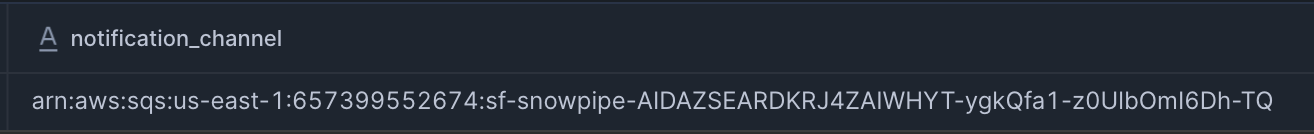 A notification_channel
arn:aws:sqs:us-east-1:657399552674:sf-snowpipe-AIDAZSEARDKRJ4ZAIWHYT-ygkQfa1-z0UIbOmI6Dh-TQ